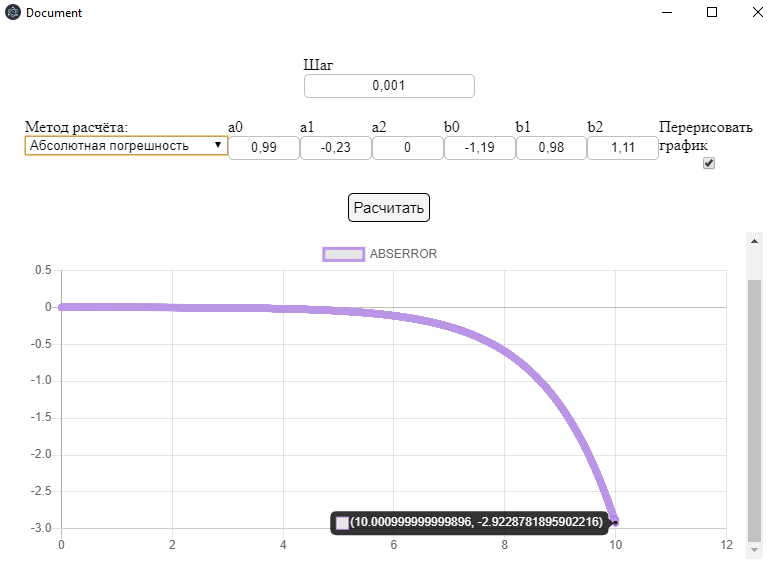 Document
Шаг
0,001
Метод расчёта: a0 a1 a2 b0 b1 b2 Перерисовать
график
Абсолютная погрешность 0,99 -0,23 0 -1,19 0,98 1,11
Расчитать
ABSERROR
0.5
0
-0.5
-1.0
-1.5
-2.0
-2.5
-3.0
(10.000999999999896, -2.9228781895902216)
0 2 4 6 8 10 12